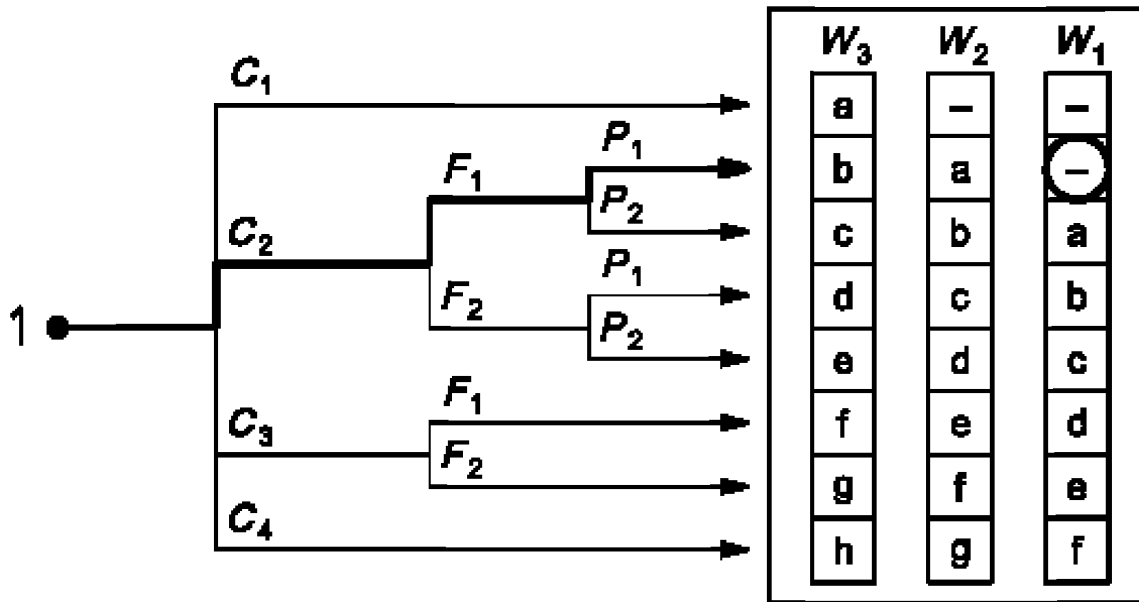 W₃ W₂ W₁
C₁ a – –
P₁
F₁ b a –
P₂
C₂ c b a
P₁
F₂ d c b
P₂
1
e d c
F₁
C₃ f e d
F₂
g f e
C₄
h g f